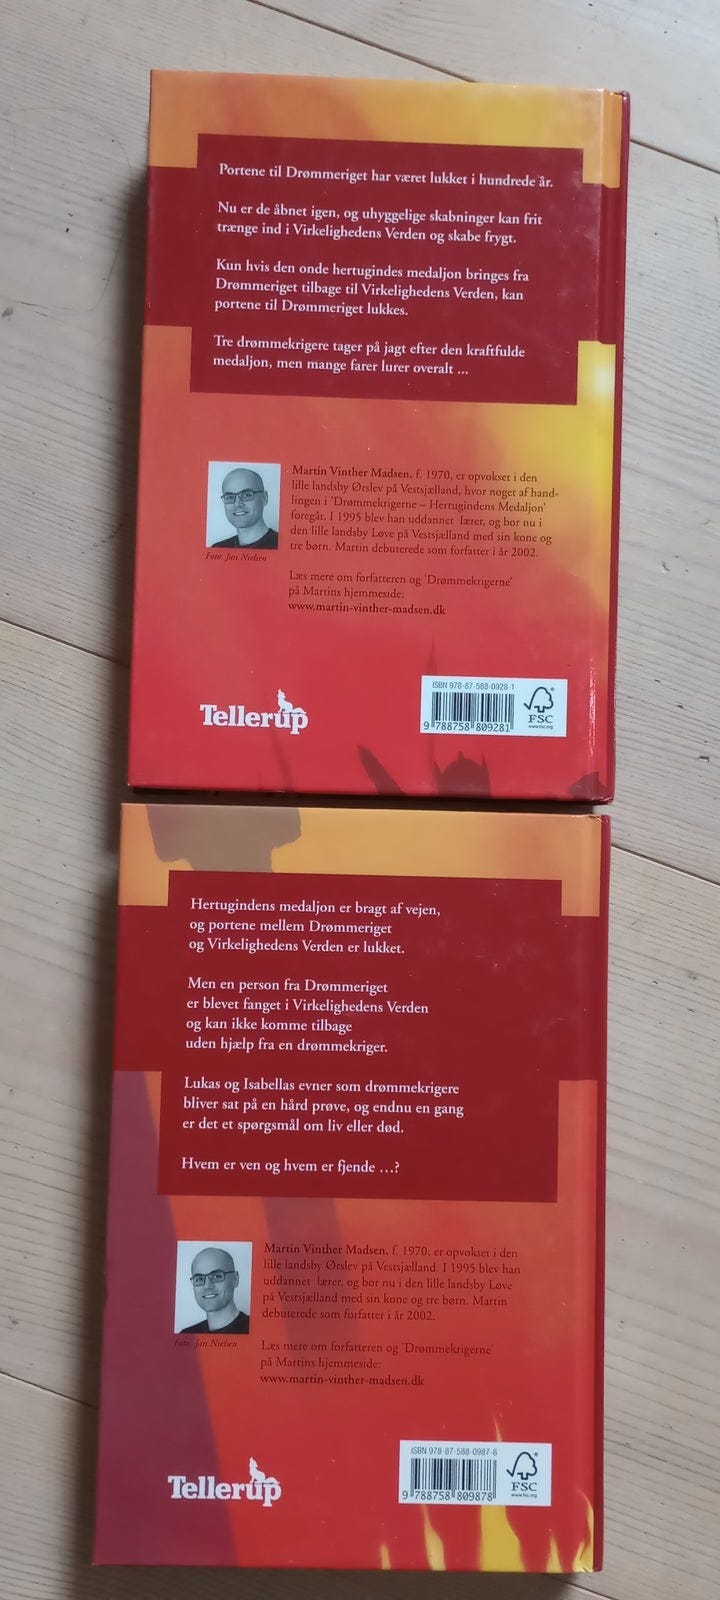 Portene til Drømmeriget har været lukket i hundrede år.
Nu er de åbnet igen, og uhyggelige skabninger kan frit
trænge ind i Virkelighedens Verden og skabe frygt.
Kun hvis den onde hertugindes medaljon bringes fra
Drømmeriget tilbage til Virkelighedens Verden, kan
portene til Drømmeriget lukkes.
Tre drømmekrigere tager på jagt efter den kraftfulde
medaljon, men mange farer lurer overalt ...
Martin Vinther Madsen, f. 1970, er opvokset i den
lille landsby Ørslev på Vestsjælland, hvor noget af hand-
lingen i 'Drømmekrigerne – Hertugindens Medaljon'
foregår. I 1995 blev han uddannet lærer, og bor nu i
den lille landsby Løve på Vestsjælland med sin kone og
tre børn. Martin debuterede som forfatter i år 2002.
Foto: Jan Nielsen
Læs mere om forfatteren og 'Drømmekrigerne'
på Martins hjemmeside:
www.martin-vinther-madsen.dk
Tellerup
ISBN 978-87-588-0928-1
9 788758 809281
FSC
www.fsc.org
Hertugindens medaljon er bragt af vejen,
og portene mellem Drømmeriget
og Virkelighedens Verden er lukket.
Men en person fra Drømmeriget
er blevet fanget i Virkelighedens Verden
og kan ikke komme tilbage
uden hjælp fra en drømmekriger.
Lukas og Isabellas evner som drømmekrigere
bliver sat på en hård prøve, og endnu en gang
er det et spørgsmål om liv eller død.
Hvem er ven og hvem er fjende ...?
Martin Vinther Madsen, f. 1970, er opvokset i den
lille landsby Ørslev på Vestsjælland. I 1995 blev han
uddannet lærer, og bor nu i den lille landsby Løve
på Vestsjælland med sin kone og tre børn. Martin
debuterede som forfatter i år 2002.
Foto: Jan Nielsen
Læs mere om forfatteren og 'Drømmekrigerne'
på Martins hjemmeside:
www.martin-vinther-madsen.dk
Tellerup
ISBN 978-87-588-0987-8
9 788758 809878
FSC
www.fsc.org